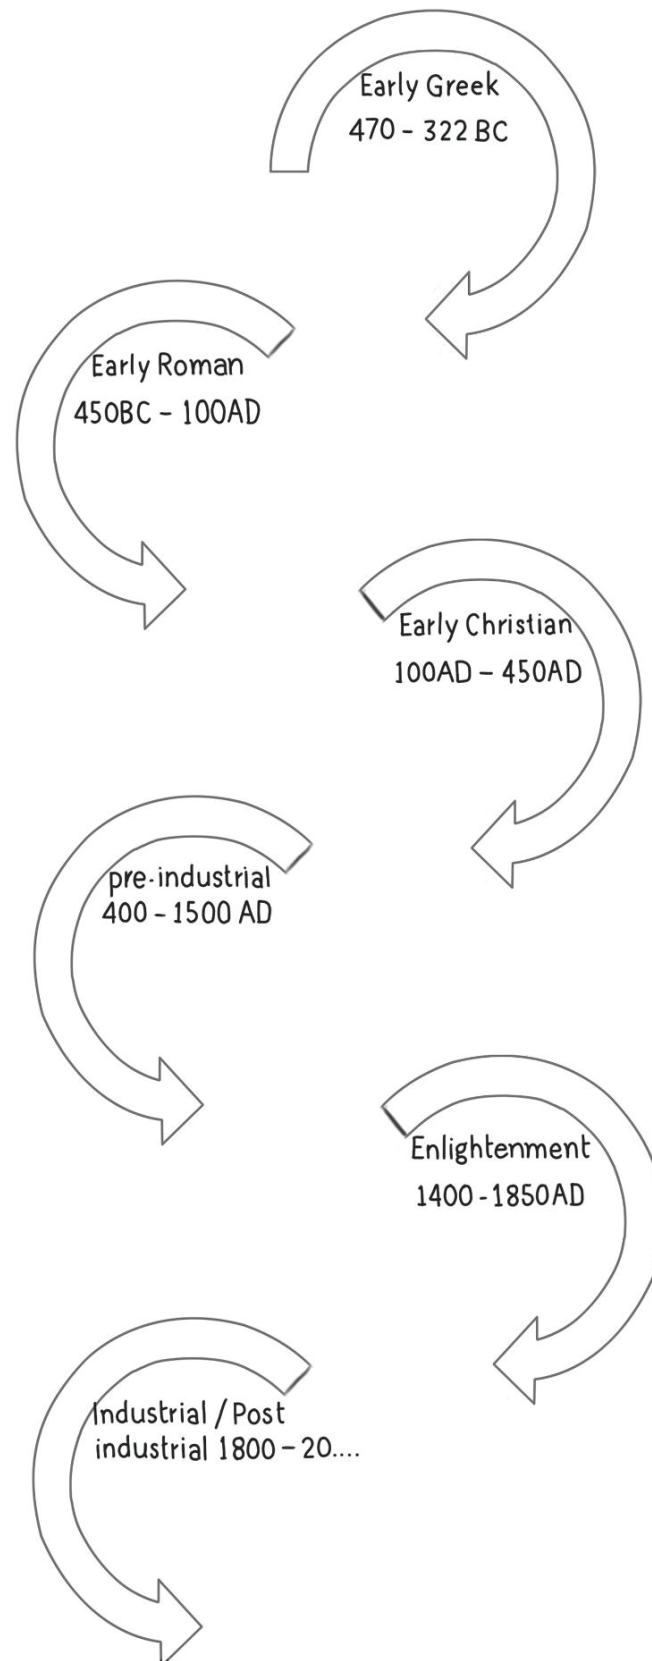 Early Greek
470 - 322 BC
Early Roman
450BC - 100AD
Early Christian
100AD - 450AD
pre-industrial
400 - 1500 AD
Enlightenment
1400 - 1850AD
Industrial / Post
industrial 1800 - 20....